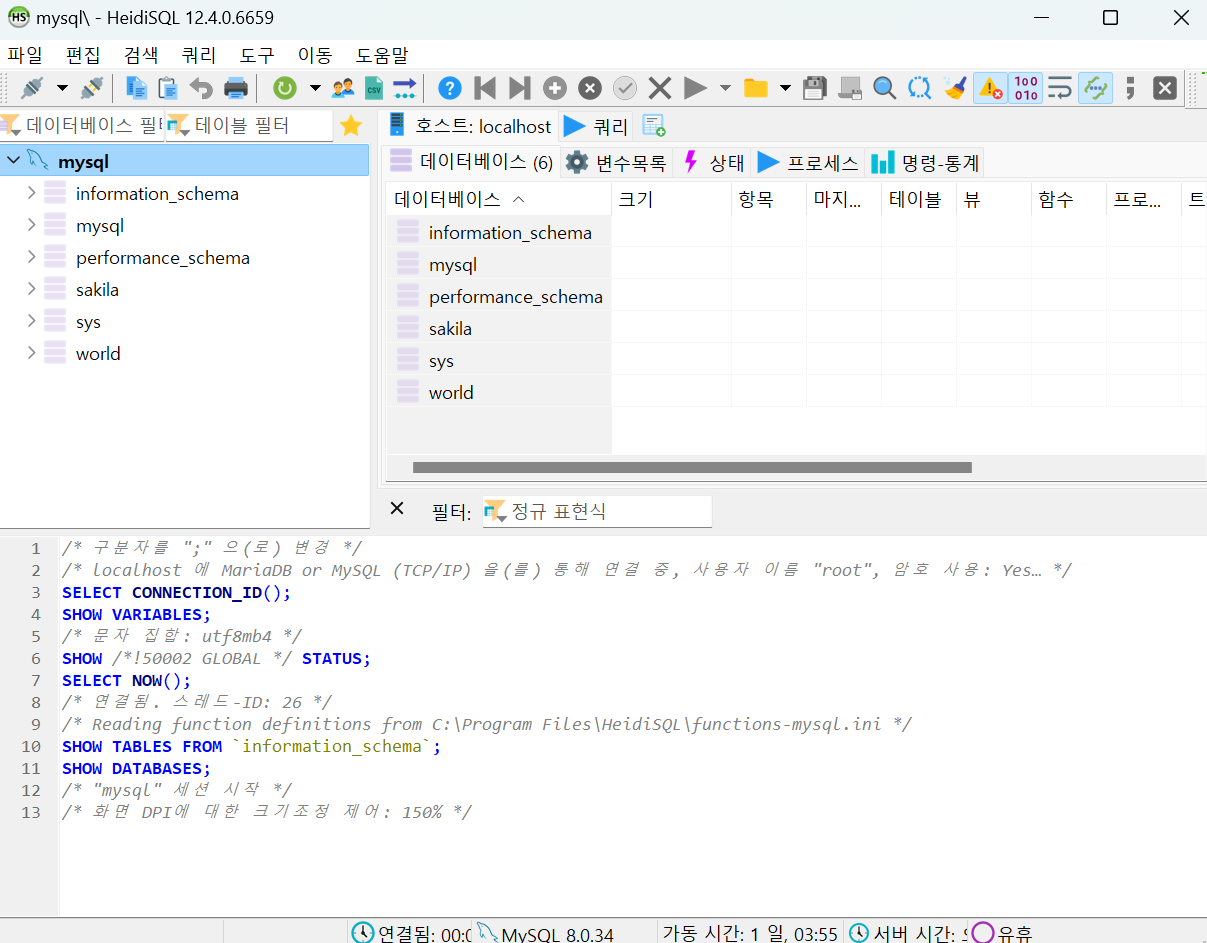 mysql\ - HeidiSQL 12.4.0.6659
파일 편집 검색 쿼리 도구 이동 도움말
데이터베이스 필 테이블 필터
호스트: localhost 쿼리
mysql
information_schema
mysql
performance_schema
sakila
sys
world
데이터베이스 (6) 변수목록 상태 프로세스 명령-통계
데이터베이스 크기 항목 마지... 테이블 뷰 함수 프로... 트
information_schema
mysql
performance_schema
sakila
sys
world
필터: 정규 표현식
1 /* 구분자를 ";" 으(로) 변경 */
2 /* localhost 에 MariaDB or MySQL (TCP/IP) 을(를) 통해 연결 중, 사용자 이름 "root", 암호 사용: Yes… */
3 SELECT CONNECTION_ID();
4 SHOW VARIABLES;
5 /* 문자 집합: utf8mb4 */
6 SHOW /*!50002 GLOBAL */ STATUS;
7 SELECT NOW();
8 /* 연결됨. 스레드-ID: 26 */
9 /* Reading function definitions from C:\Program Files\HeidiSQL\functions-mysql.ini */
10 SHOW TABLES FROM `information_schema`;
11 SHOW DATABASES;
12 /* "mysql" 세션 시작 */
13 /* 화면 DPI에 대한 크기조정 제어: 150% */
연결됨: 00:0 MySQL 8.0.34 가동 시간: 1 일, 03:55 서버 시간: 유휴